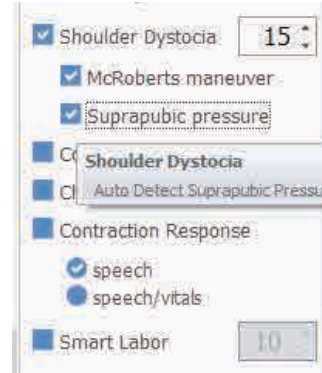 Shoulder Dystocia 15
McRoberts maneuver
Suprapubic pressure
Shoulder Dystocia
Auto Detect Suprapubic Pressu
Contraction Response
speech
speech/vitals
Smart Labor 10